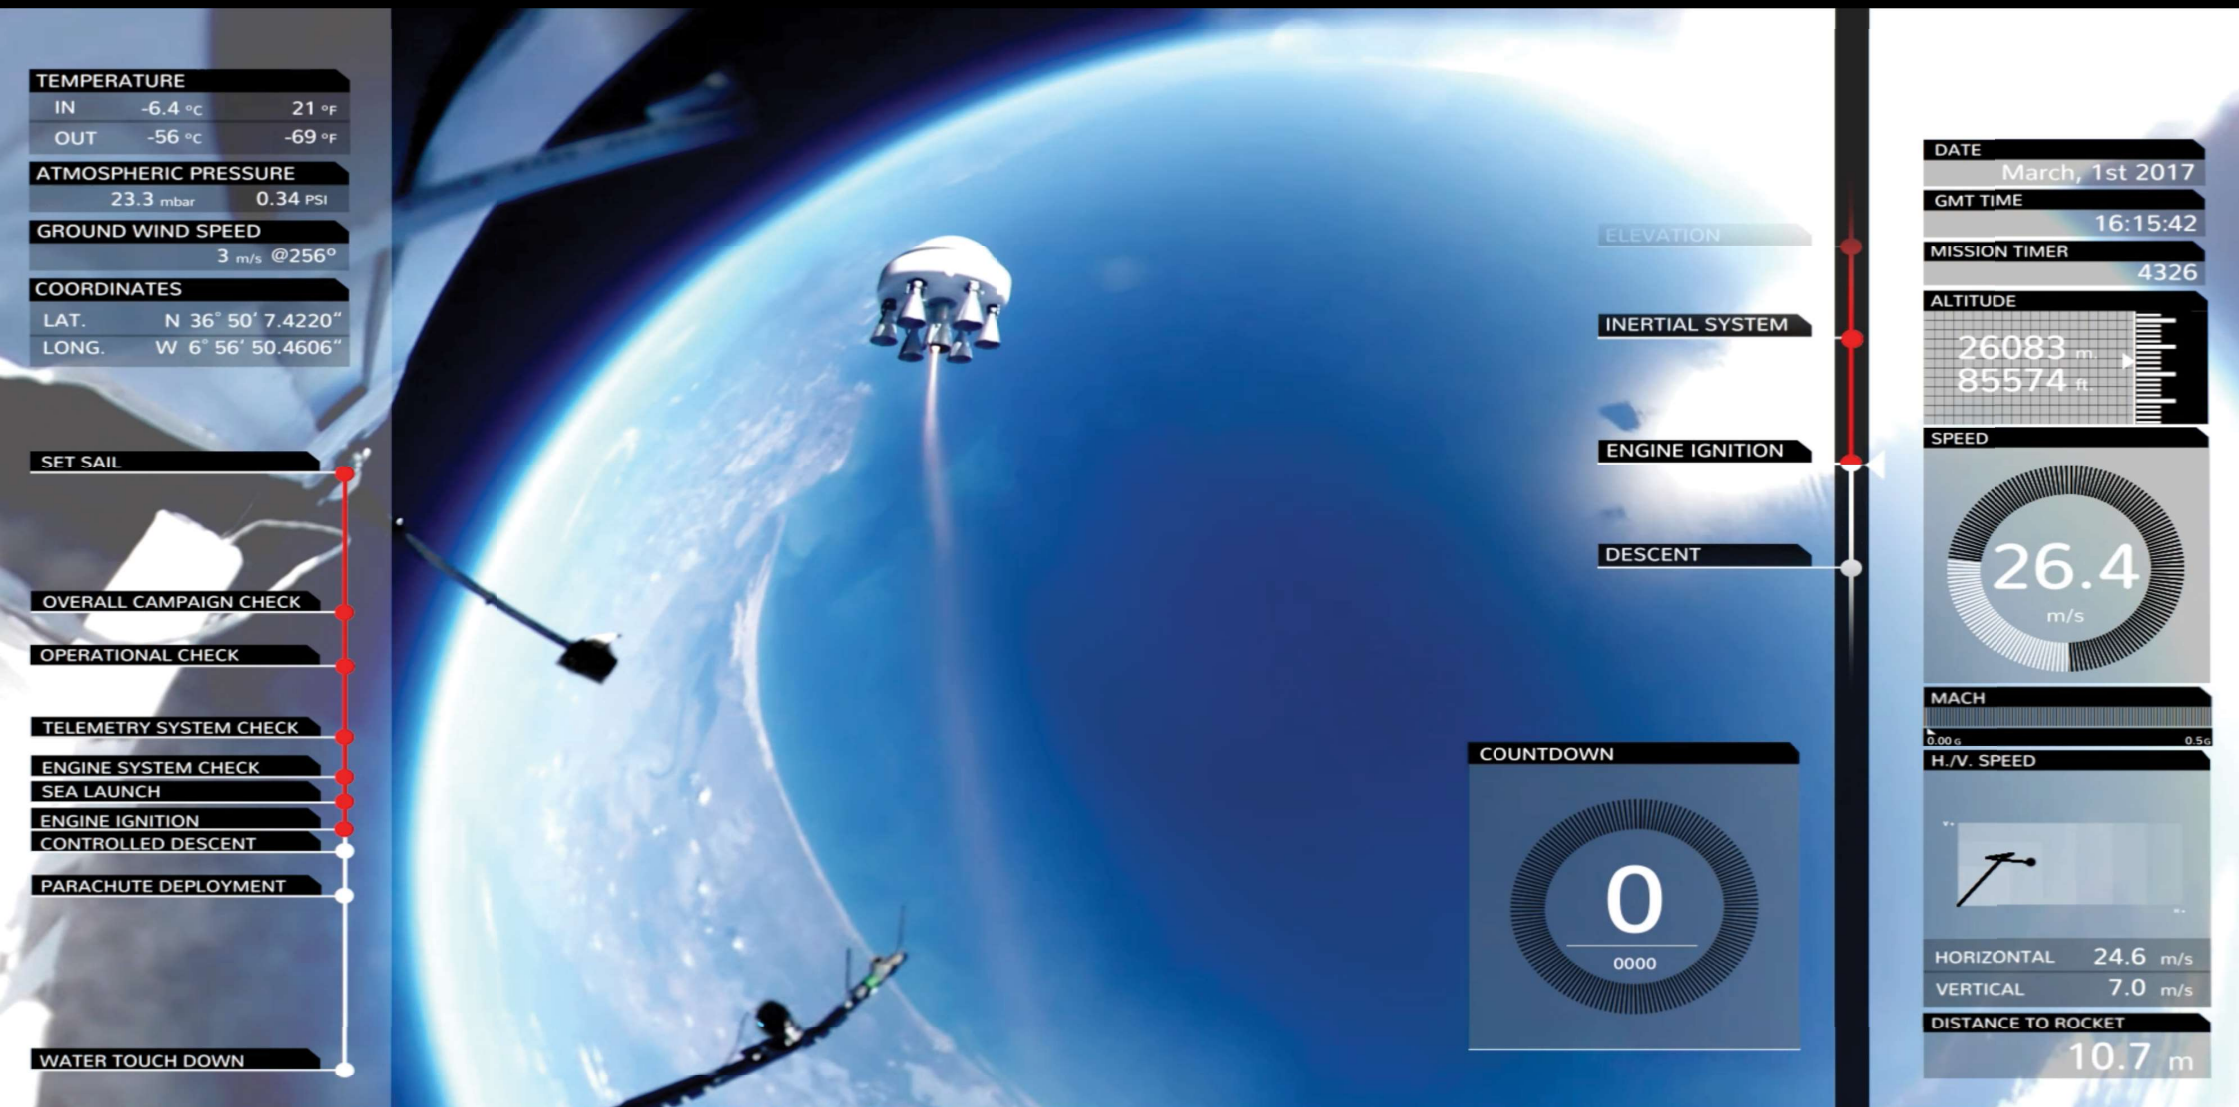 TEMPERATURE
IN -6.4 °C 21 °F
OUT -56 °C -69 °F
ATMOSPHERIC PRESSURE
23.3 mbar 0.34 PSI
GROUND WIND SPEED
3 m/s @256°
COORDINATES
LAT. N 36° 50' 7.4220"
LONG. W 6° 56' 50.4606"
SET SAIL
OVERALL CAMPAIGN CHECK
OPERATIONAL CHECK
TELEMETRY SYSTEM CHECK
ENGINE SYSTEM CHECK
SEA LAUNCH
ENGINE IGNITION
CONTROLLED DESCENT
PARACHUTE DEPLOYMENT
WATER TOUCH DOWN
ELEVATION
INERTIAL SYSTEM
ENGINE IGNITION
DESCENT
COUNTDOWN
0
0000
DATE
March, 1st 2017
GMT TIME
16:15:42
MISSION TIMER
4326
ALTITUDE
26083 m.
85574 ft.
SPEED
26.4
m/s
MACH
0.00 G 0.5G
H./V. SPEED
HORIZONTAL 24.6 m/s
VERTICAL 7.0 m/s
DISTANCE TO ROCKET
10.7 m